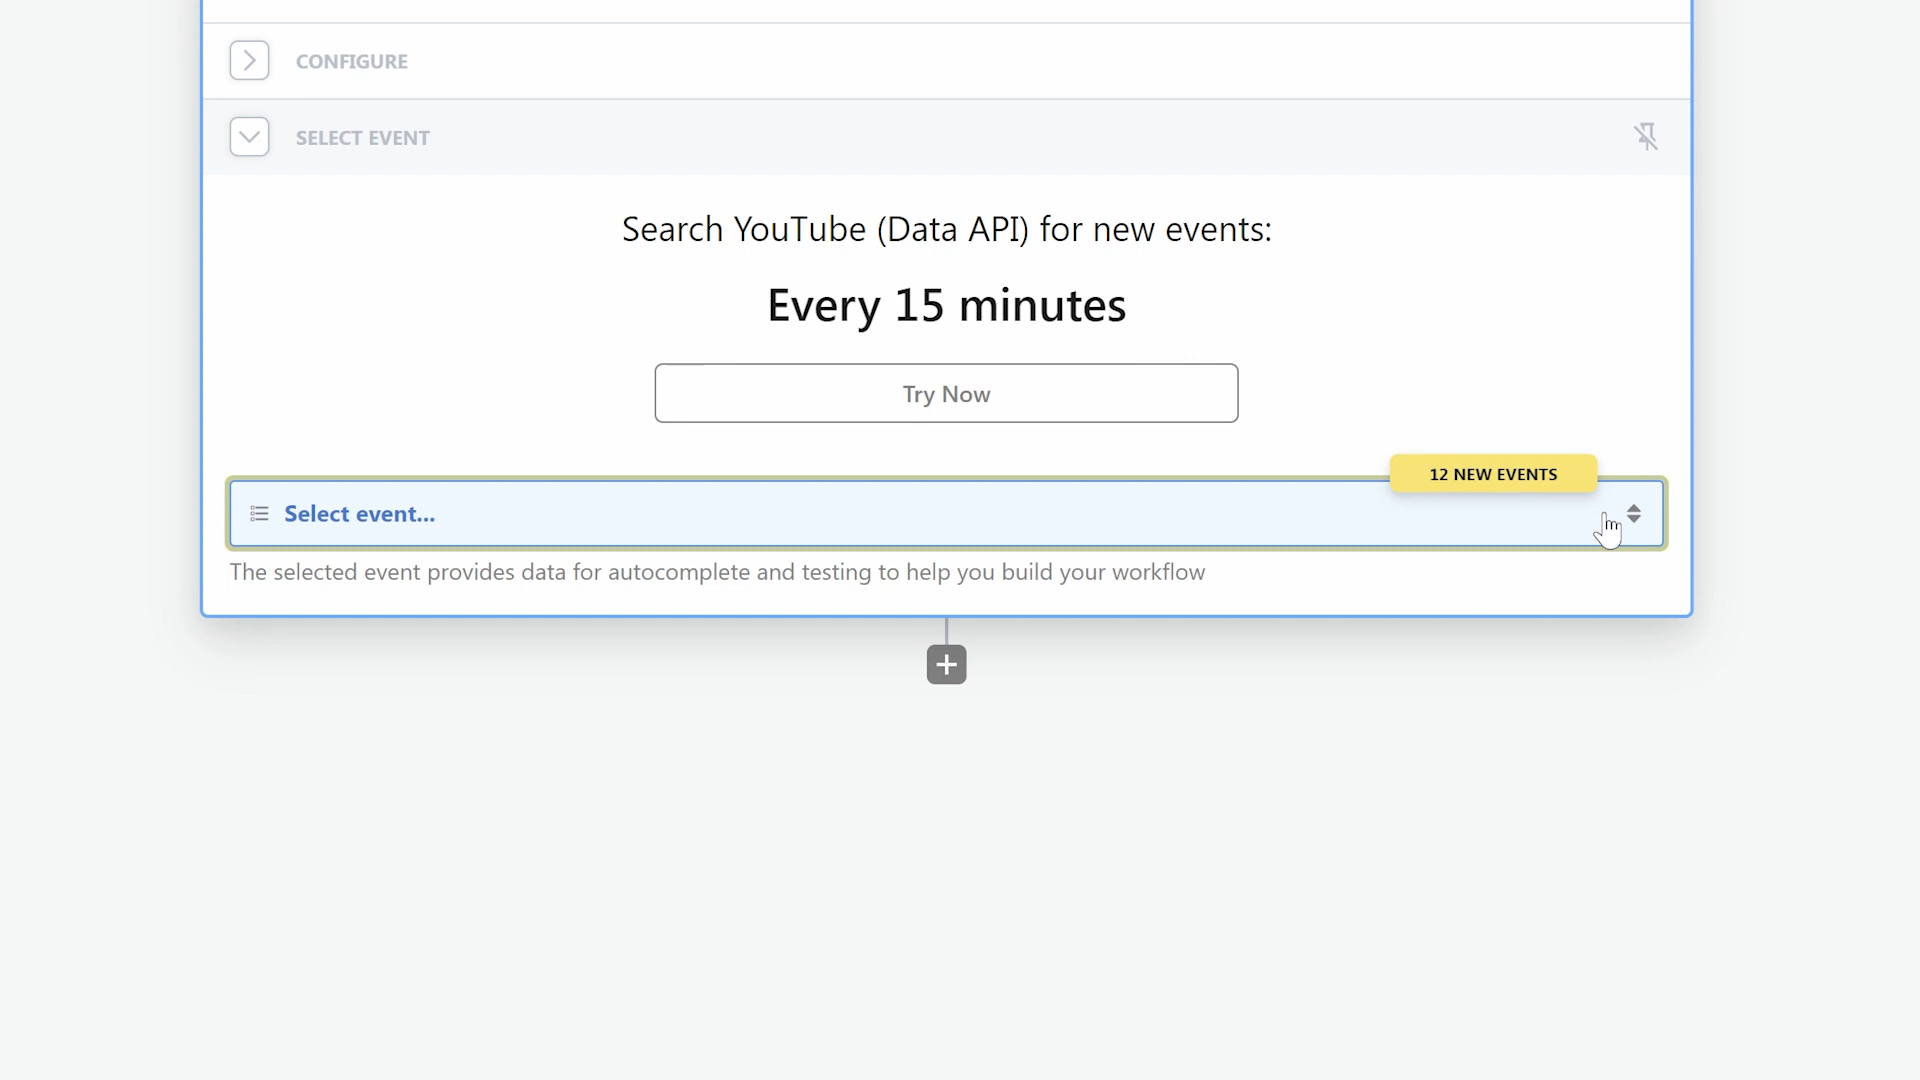 CONFIGURE
SELECT EVENT
Search YouTube (Data API) for new events:
Every 15 minutes
Try Now
12 NEW EVENTS
Select event...
The selected event provides data for autocomplete and testing to help you build your workflow